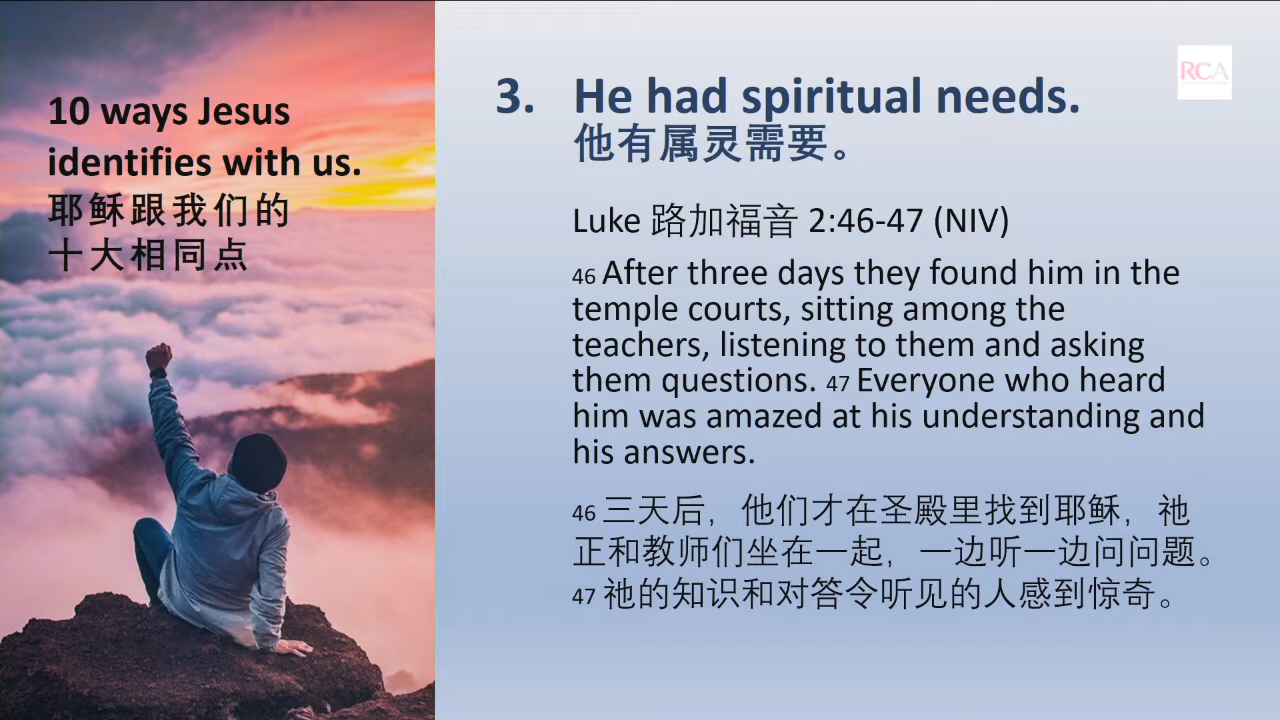 10 ways Jesus
identifies with us.
耶稣跟我们的
十大相同点
3. He had spiritual needs.
他有属灵需要。
Luke 路加福音 2:46-47 (NIV)
46 After three days they found him in the
temple courts, sitting among the
teachers, listening to them and asking
them questions. 47 Everyone who heard
him was amazed at his understanding and
his answers.
46 三天后，他们才在圣殿里找到耶稣，祂
正和教师们坐在一起，一边听一边问问题。
47 祂的知识和对答令听见的人感到惊奇。
RCA